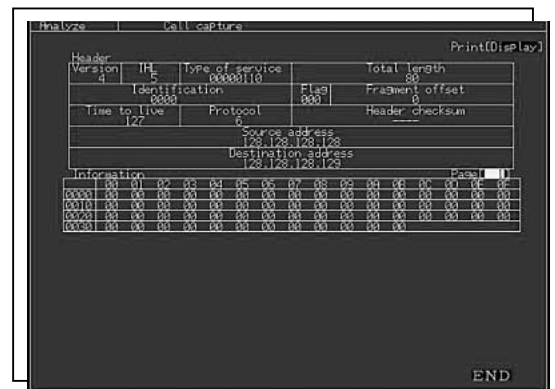 Analyze Cell capture
Print[Display]
Header
Version IHL Type of service Total length
4 5 00000110 80
Identification Flag Fragment offset
0000 000 0
Time to live Protocol Header checksum
127 6 ----
Source address
128.128.128.128
Destination address
128.128.128.129
Information Page[ ]
00 01 02 03 04 05 06 07 08 09 0A 0B 0C 0D 0E 0F
0000 00 00 00 00 00 00 00 00 00 00 00 00 00 00 00 00
0010 00 00 00 00 00 00 00 00 00 00 00 00 00 00 00 00
0020 00 00 00 00 00 00 00 00 00 00 00 00 00 00 00 00
0030 00 00 00 00 00 00 00 00 00 00 00 00
END